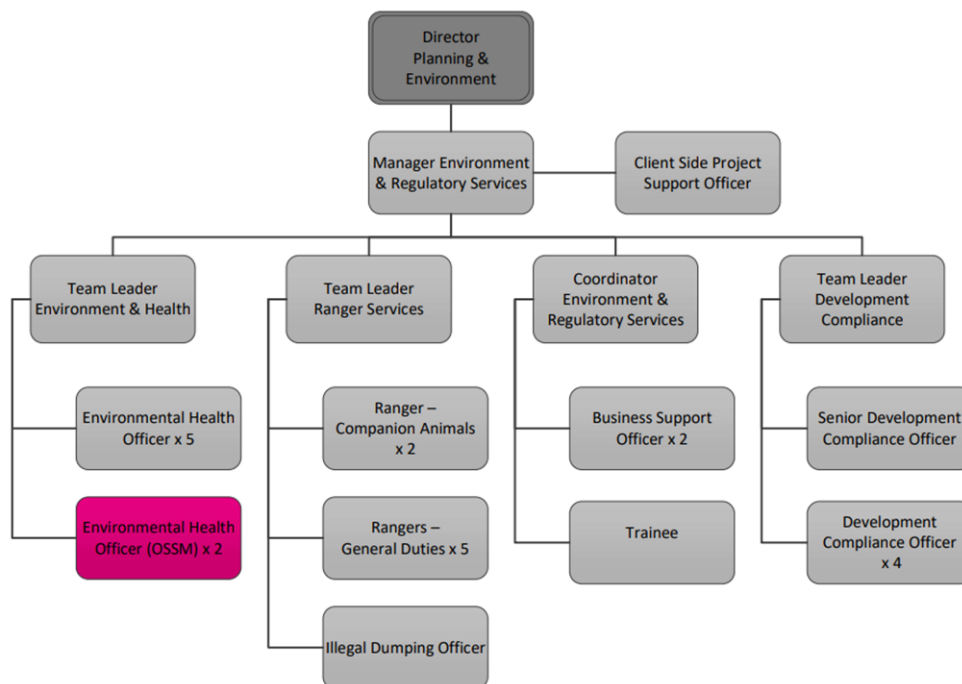 Director
Planning &
Environment
Manager Environment
& Regulatory Services
Client Side Project
Support Officer
Team Leader
Environment & Health
Team Leader
Ranger Services
Coordinator
Environment &
Regulatory Services
Team Leader
Development
Compliance
Environmental Health
Officer x 5
Ranger –
Companion Animals
x 2
Business Support
Officer x 2
Senior Development
Compliance Officer
Environmental Health
Officer (OSSM) x 2
Rangers –
General Duties x 5
Trainee
Development
Compliance Officer
x 4
Illegal Dumping Officer